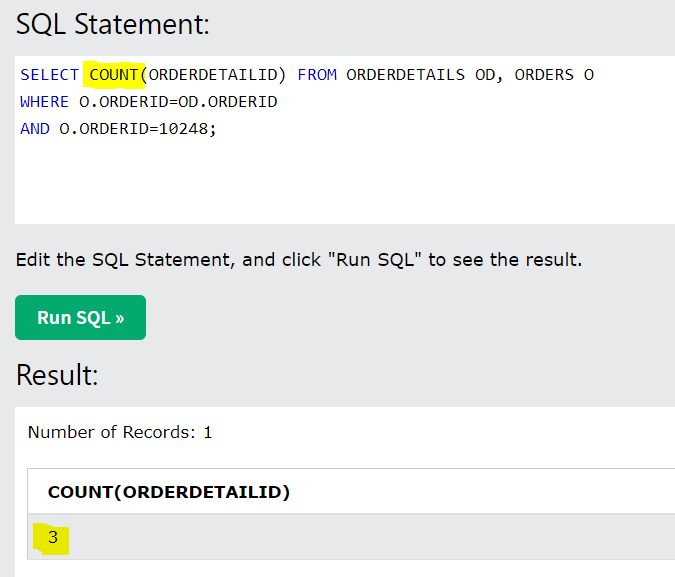 SQL Statement:
SELECT COUNT(ORDERDETAILID) FROM ORDERDETAILS OD, ORDERS O
WHERE O.ORDERID=OD.ORDERID
AND O.ORDERID=10248;
Edit the SQL Statement, and click "Run SQL" to see the result.
Run SQL »
Result:
Number of Records: 1
COUNT(ORDERDETAILID)
3